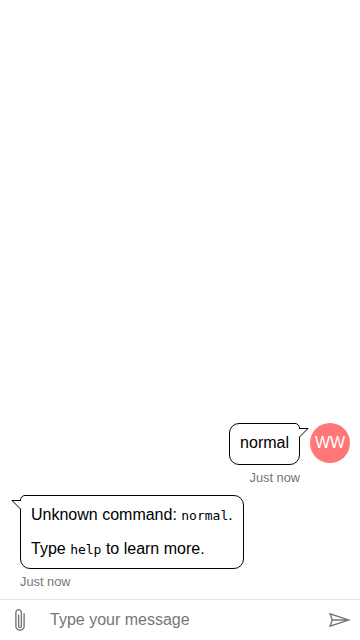 normal
WW
Just now
Unknown command: normal.
Type help to learn more.
Just now
Type your message